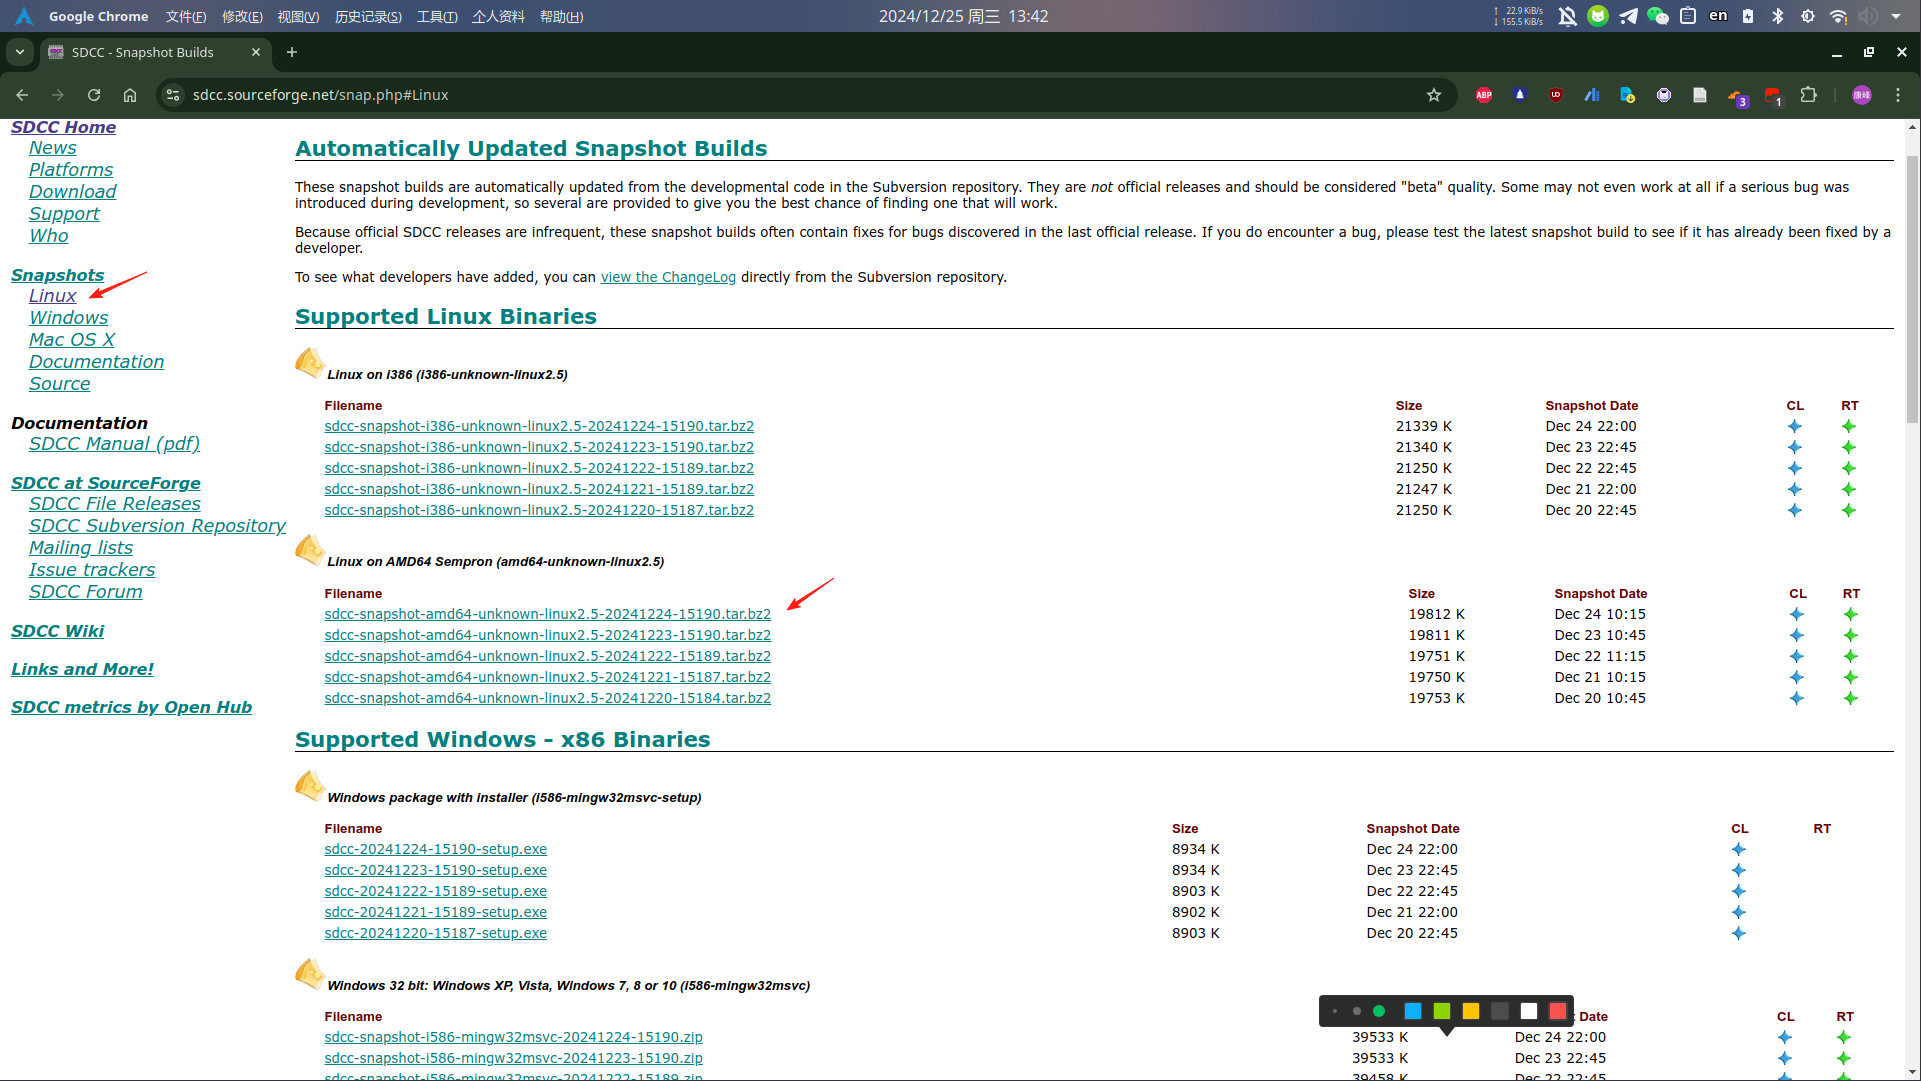 Google Chrome 文件(F) 修改(E) 视图(V) 历史记录(S) 工具(T) 个人资料 帮助(H) 2024/12/25 周三 13:42 ↑ 22.9 KiB/s ↓ 155.5 KiB/s en
SDCC - Snapshot Builds
sdcc.sourceforge.net/snap.php#Linux ABP 3 1 康峰
SDCC Home
News
Platforms
Download
Support
Who
Snapshots
Linux
Windows
Mac OS X
Documentation
Source
Documentation
SDCC Manual (pdf)
SDCC at SourceForge
SDCC File Releases
SDCC Subversion Repository
Mailing lists
Issue trackers
SDCC Forum
SDCC Wiki
Links and More!
SDCC metrics by Open Hub
Automatically Updated Snapshot Builds
These snapshot builds are automatically updated from the developmental code in the Subversion repository. They are not official releases and should be considered "beta" quality. Some may not even work at all if a serious bug was
introduced during development, so several are provided to give you the best chance of finding one that will work.
Because official SDCC releases are infrequent, these snapshot builds often contain fixes for bugs discovered in the last official release. If you do encounter a bug, please test the latest snapshot build to see if it has already been fixed by a
developer.
To see what developers have added, you can view the ChangeLog directly from the Subversion repository.
Supported Linux Binaries
Linux on i386 (i386-unknown-linux2.5)
Filename Size Snapshot Date CL RT
sdcc-snapshot-i386-unknown-linux2.5-20241224-15190.tar.bz2 21339 K Dec 24 22:00
sdcc-snapshot-i386-unknown-linux2.5-20241223-15190.tar.bz2 21340 K Dec 23 22:45
sdcc-snapshot-i386-unknown-linux2.5-20241222-15189.tar.bz2 21250 K Dec 22 22:45
sdcc-snapshot-i386-unknown-linux2.5-20241221-15189.tar.bz2 21247 K Dec 21 22:00
sdcc-snapshot-i386-unknown-linux2.5-20241220-15187.tar.bz2 21250 K Dec 20 22:45
Linux on AMD64 Sempron (amd64-unknown-linux2.5)
Filename Size Snapshot Date CL RT
sdcc-snapshot-amd64-unknown-linux2.5-20241224-15190.tar.bz2 19812 K Dec 24 10:15
sdcc-snapshot-amd64-unknown-linux2.5-20241223-15190.tar.bz2 19811 K Dec 23 10:45
sdcc-snapshot-amd64-unknown-linux2.5-20241222-15189.tar.bz2 19751 K Dec 22 11:15
sdcc-snapshot-amd64-unknown-linux2.5-20241221-15187.tar.bz2 19750 K Dec 21 10:15
sdcc-snapshot-amd64-unknown-linux2.5-20241220-15184.tar.bz2 19753 K Dec 20 10:45
Supported Windows - x86 Binaries
Windows package with installer (i586-mingw32msvc-setup)
Filename Size Snapshot Date CL RT
sdcc-20241224-15190-setup.exe 8934 K Dec 24 22:00
sdcc-20241223-15190-setup.exe 8934 K Dec 23 22:45
sdcc-20241222-15189-setup.exe 8903 K Dec 22 22:45
sdcc-20241221-15189-setup.exe 8902 K Dec 21 22:00
sdcc-20241220-15187-setup.exe 8903 K Dec 20 22:45
Windows 32 bit: Windows XP, Vista, Windows 7, 8 or 10 (i586-mingw32msvc)
Filename Date CL RT
sdcc-snapshot-i586-mingw32msvc-20241224-15190.zip 39533 K Dec 24 22:00
sdcc-snapshot-i586-mingw32msvc-20241223-15190.zip 39533 K Dec 23 22:45
sdcc-snapshot-i586-mingw32msvc-20241222-15189.zip 39458 K Dec 22 22:45